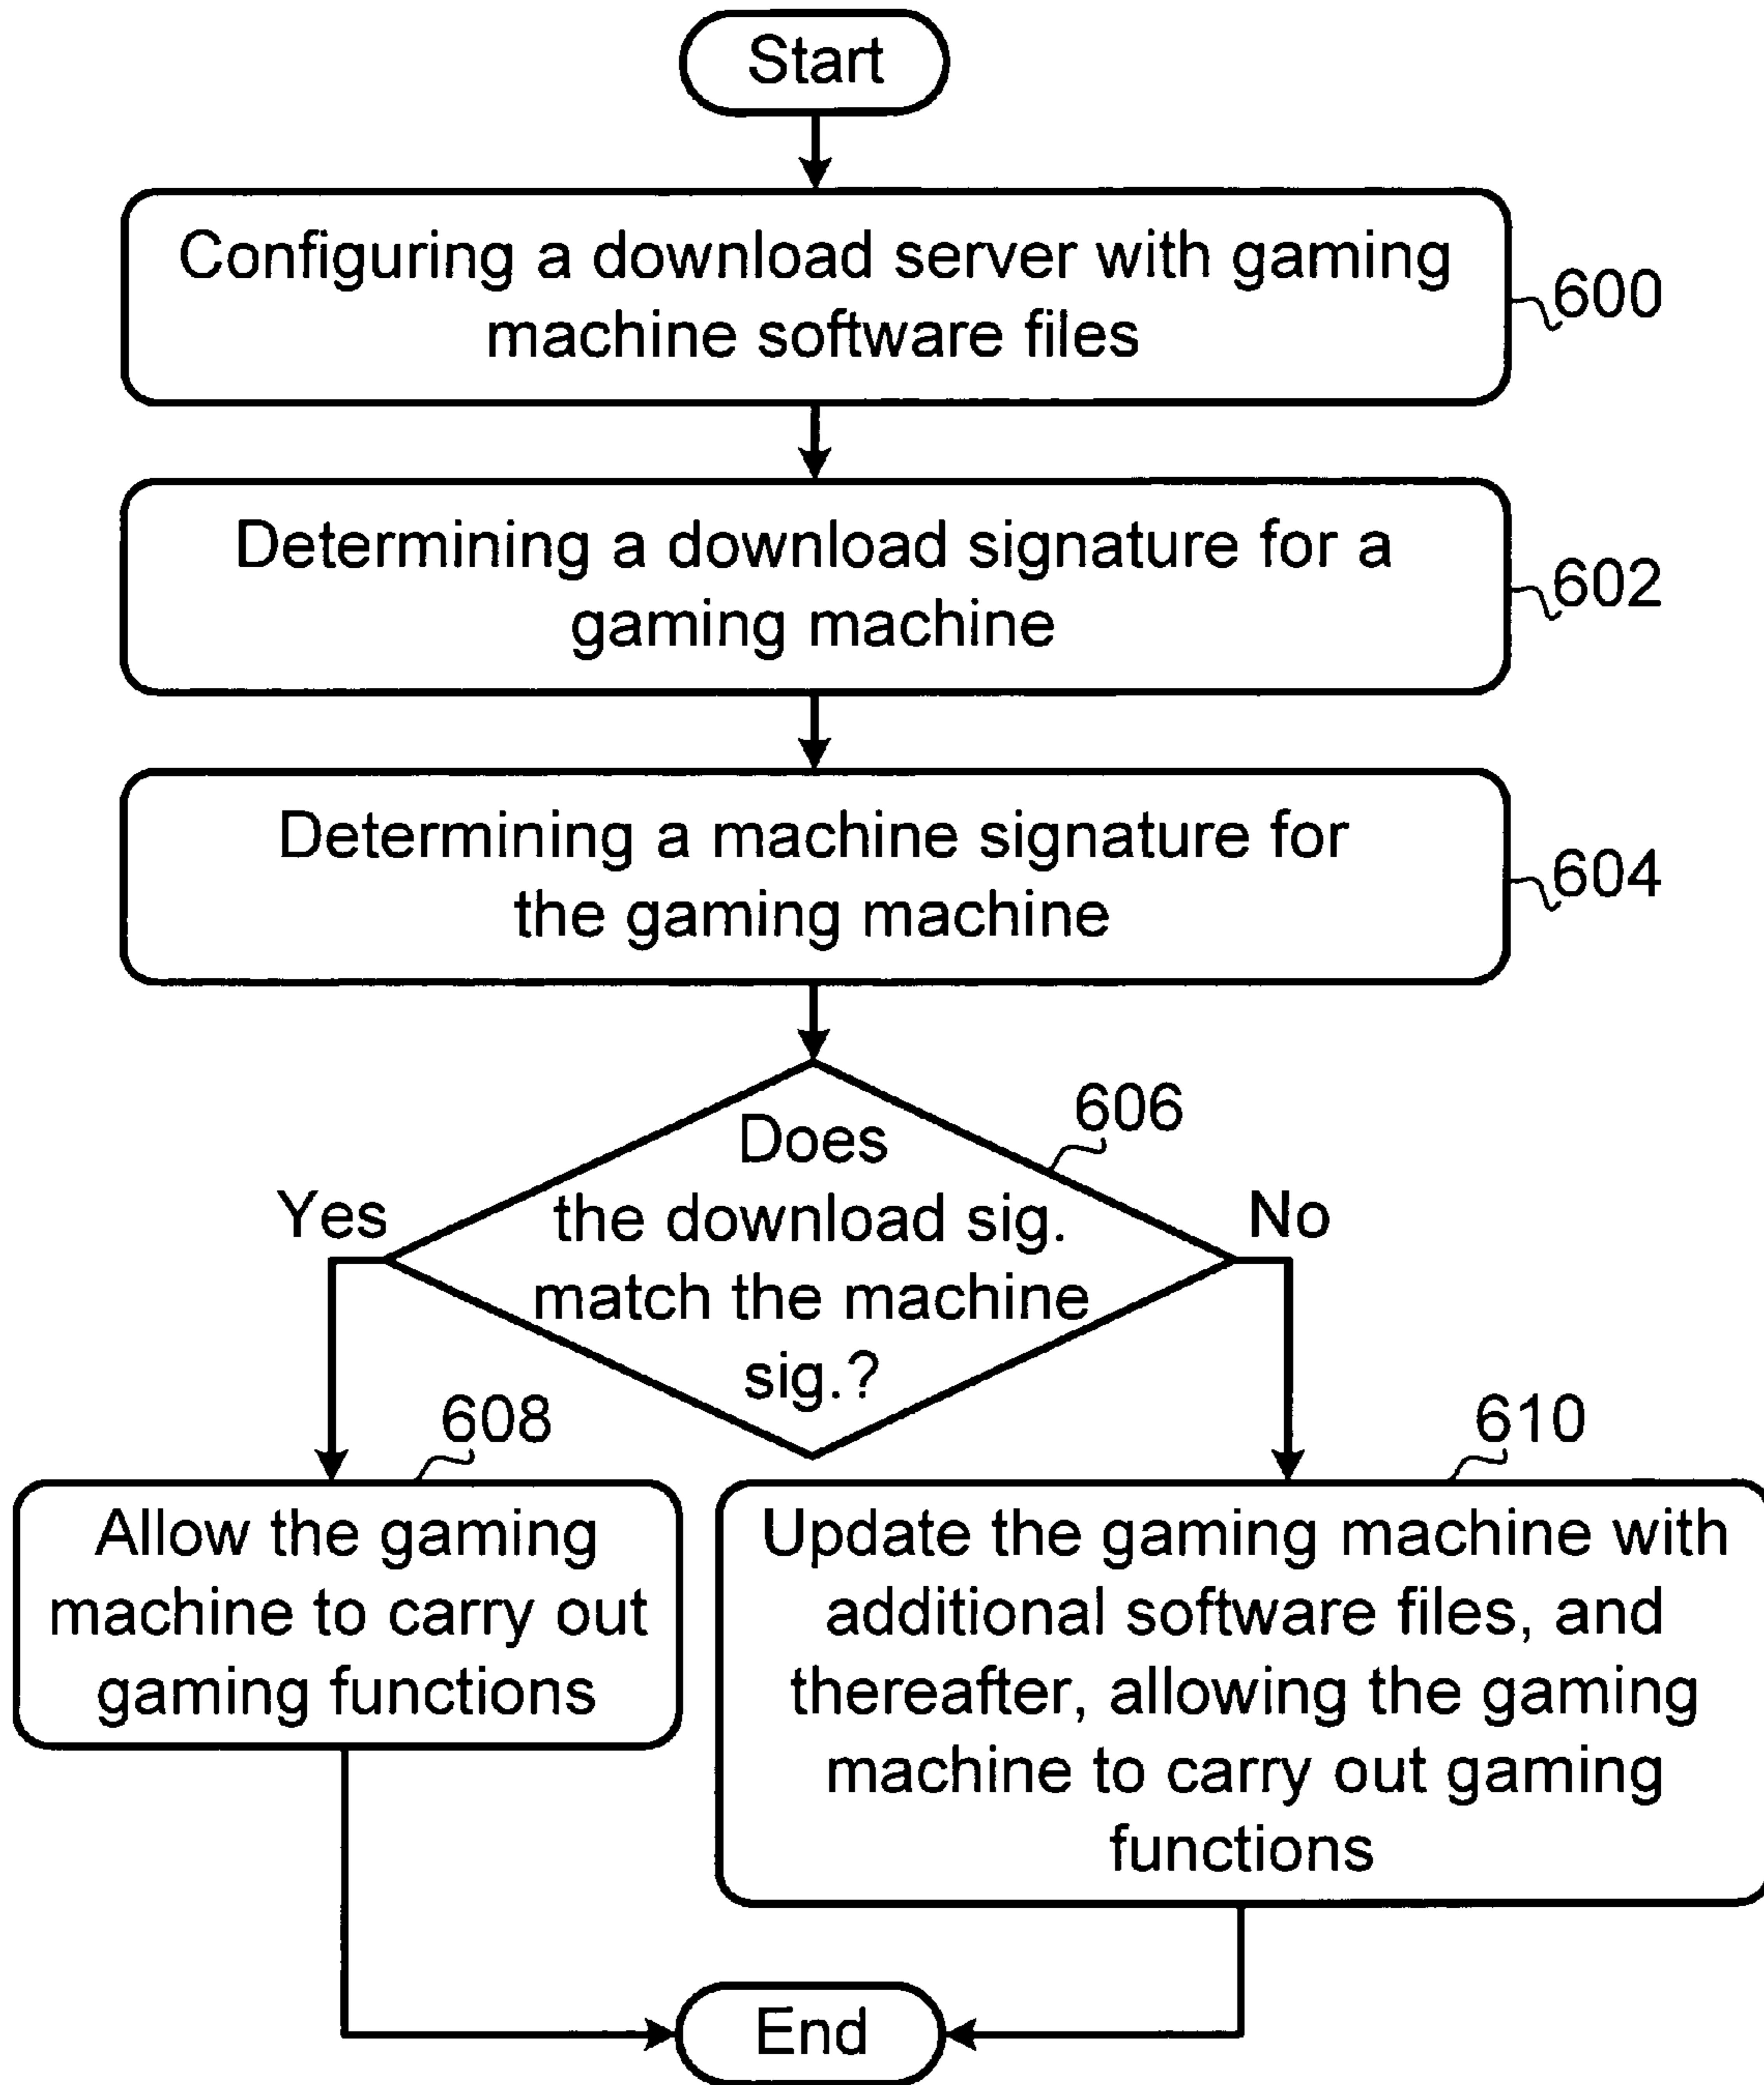 Start
Configuring a download server with gaming
machine software files
600
Determining a download signature for a
gaming machine
602
Determining a machine signature for
the gaming machine
604
606
Does
the download sig.
match the machine
sig.?
Yes
No
608
Allow the gaming
machine to carry out
gaming functions
610
Update the gaming machine with
additional software files, and
thereafter, allowing the gaming
machine to carry out gaming
functions
End